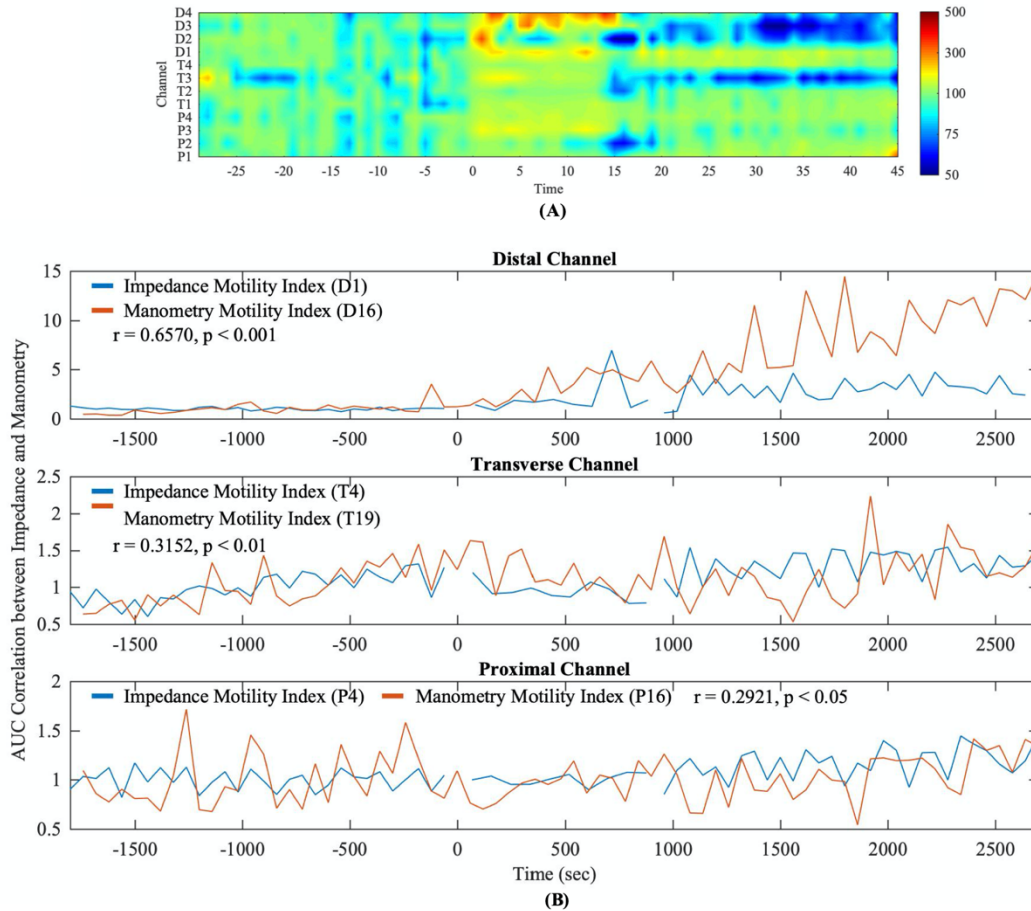 D4
D3
D2
D1
T4
T3
T2
T1
P4
P3
P2
P1
Channel
-25 -20 -15 -10 -5 0 5 10 15 20 25 30 35 40 45
Time
500
300
100
75
50
(A)
AUC Correlation between Impedance and Manometry
Distal Channel
15
10
5
0
Impedance Motility Index (D1)
Manometry Motility Index (D16)
r = 0.6570, p < 0.001
-1500 -1000 -500 0 500 1000 1500 2000 2500
Transverse Channel
2.5
2
1.5
1
0.5
Impedance Motility Index (T4)
Manometry Motility Index (T19)
r = 0.3152, p < 0.01
-1500 -1000 -500 0 500 1000 1500 2000 2500
Proximal Channel
2
1.5
1
0.5
Impedance Motility Index (P4) Manometry Motility Index (P16) r = 0.2921, p < 0.05
-1500 -1000 -500 0 500 1000 1500 2000 2500
Time (sec)
(B)